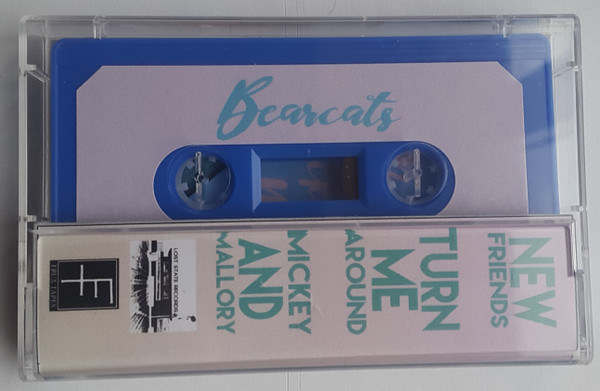 Bearcats
NEW
FRIENDS
TURN
ME
AROUND
MICKEY
AND
MALLORY
LOST STATE RECORDS